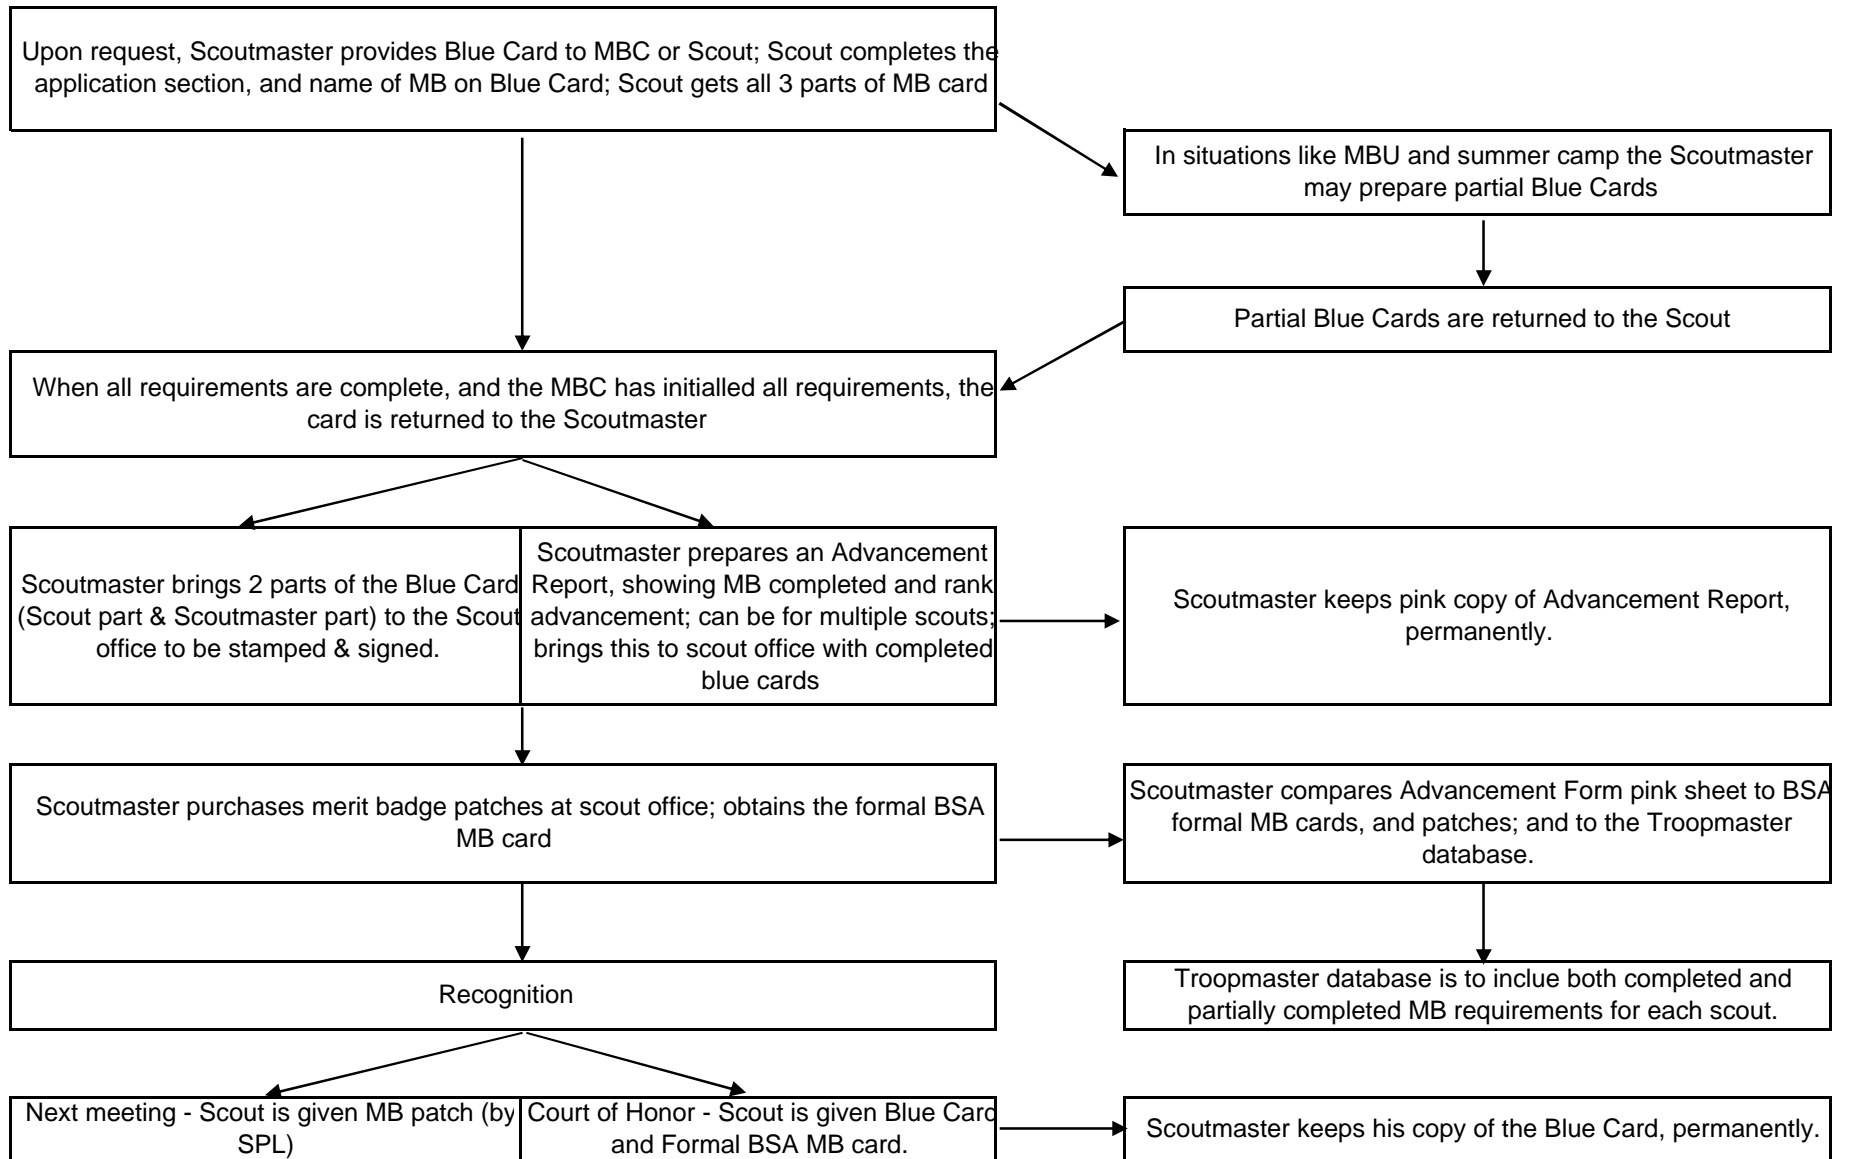 Upon request, Scoutmaster provides Blue Card to MBC or Scout; Scout completes the
application section, and name of MB on Blue Card; Scout gets all 3 parts of MB card
In situations like MBU and summer camp the Scoutmaster
may prepare partial Blue Cards
Partial Blue Cards are returned to the Scout
When all requirements are complete, and the MBC has initialled all requirements, the
card is returned to the Scoutmaster
Scoutmaster brings 2 parts of the Blue Card
(Scout part & Scoutmaster part) to the Scout
office to be stamped & signed.
Scoutmaster prepares an Advancement
Report, showing MB completed and rank
advancement; can be for multiple scouts;
brings this to scout office with completed
blue cards
Scoutmaster keeps pink copy of Advancement Report,
permanently.
Scoutmaster purchases merit badge patches at scout office; obtains the formal BSA
MB card
Scoutmaster compares Advancement Form pink sheet to BSA
formal MB cards, and patches; and to the Troopmaster
database.
Recognition
Troopmaster database is to inclue both completed and
partially completed MB requirements for each scout.
Next meeting - Scout is given MB patch (by
SPL)
Court of Honor - Scout is given Blue Card
and Formal BSA MB card.
Scoutmaster keeps his copy of the Blue Card, permanently.